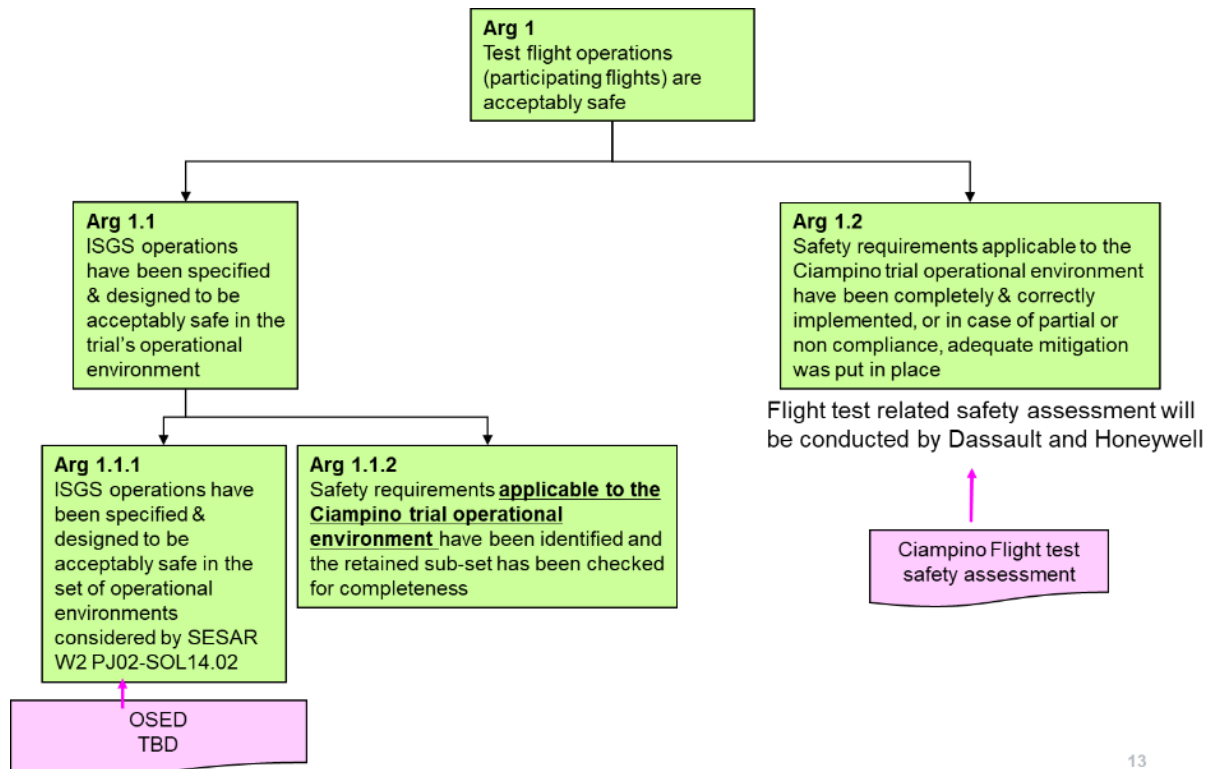 Arg 1
Test flight operations
(participating flights) are
acceptably safe
Arg 1.1
ISGS operations
have been specified
& designed to be
acceptably safe in the
trial's operational
environment
Arg 1.2
Safety requirements applicable to the
Ciampino trial operational environment
have been completely & correctly
implemented, or in case of partial or
non compliance, adequate mitigation
was put in place
Flight test related safety assessment will
be conducted by Dassault and Honeywell
Arg 1.1.1
ISGS operations have
been specified &
designed to be
acceptably safe in the
set of operational
environments
considered by SESAR
W2 PJ02-SOL14.02
Arg 1.1.2
Safety requirements applicable to the
Ciampino trial operational
environment have been identified and
the retained sub-set has been checked
for completeness
Ciampino Flight test
safety assessment
OSED
TBD
13